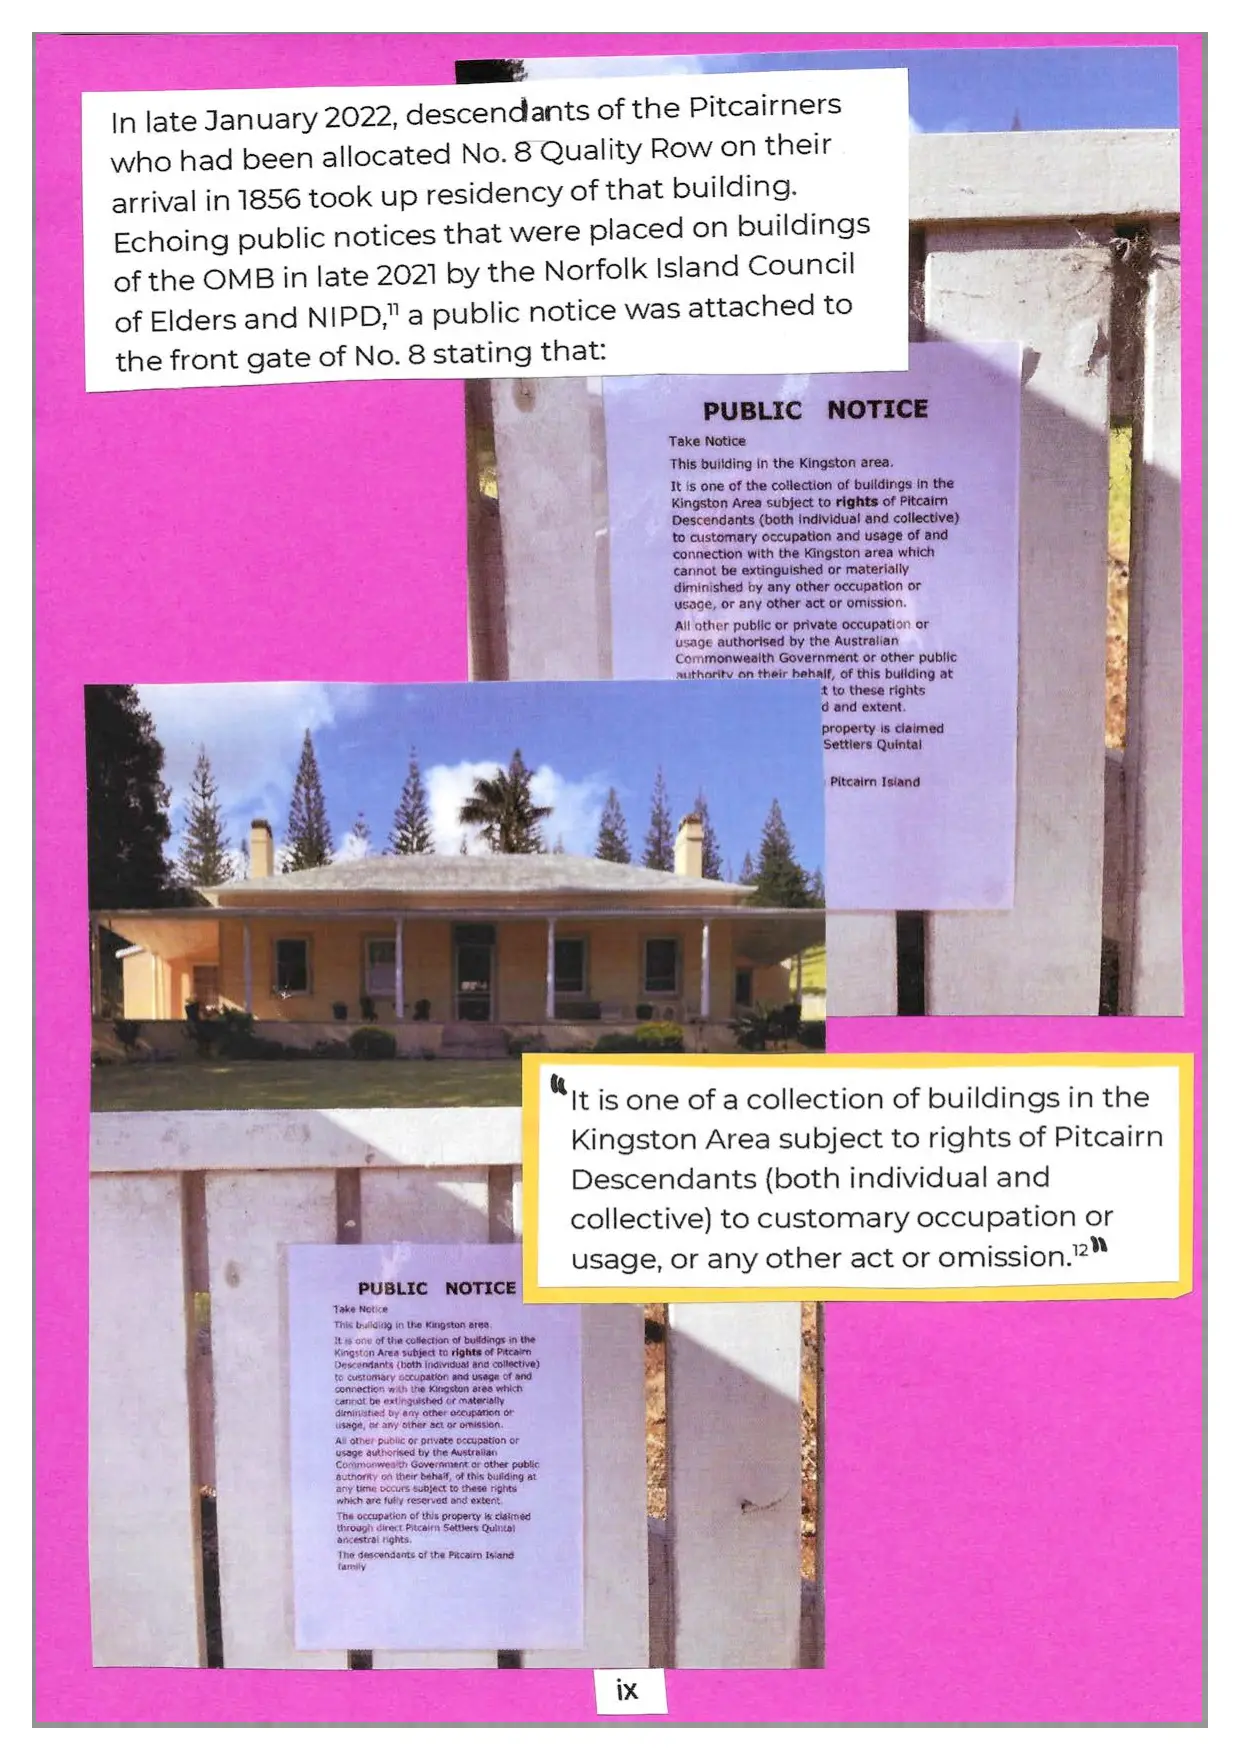 In late January 2022, descendants of the Pitcairners
who had been allocated No. 8 Quality Row on their
arrival in 1856 took up residency of that building.
Echoing public notices that were placed on buildings
of the OMB in late 2021 by the Norfolk Island Council
of Elders and NIPD,¹¹ a public notice was attached to
the front gate of No. 8 stating that:
PUBLIC NOTICE
Take Notice
This building in the Kingston area.
It is one of the collection of buildings in the
Kingston Area subject to rights of Pitcairn
Descendants (both individual and collective)
to customary occupation and usage of and
connection with the Kingston area which
cannot be extinguished or materially
diminished by any other occupation or
usage, or any other act or omission.
All other public or private occupation or
usage authorised by the Australian
Commonwealth Government or other public
authority on their behalf, of this building at
t to these rights
d and extent.
property is claimed
Settlers Quintal
Pitcairn Island
"It is one of a collection of buildings in the
Kingston Area subject to rights of Pitcairn
Descendants (both individual and
collective) to customary occupation or
usage, or any other act or omission.¹²"
PUBLIC NOTICE
Take Notice
This building in the Kingston area.
It is one of the collection of buildings in the
Kingston Area subject to rights of Pitcairn
Descendants (both individual and collective)
to customary occupation and usage of and
connection with the Kingston area which
cannot be extinguished or materially
diminished by any other occupation or
usage, or any other act or omission.
All other public or private occupation or
usage authorised by the Australian
Commonwealth Government or other public
authority on their behalf, of this building at
any time occurs subject to these rights
which are fully reserved and extent.
The occupation of this property is claimed
through direct Pitcairn Settlers Quintal
ancestral rights.
The descendants of the Pitcairn Island
family
ix